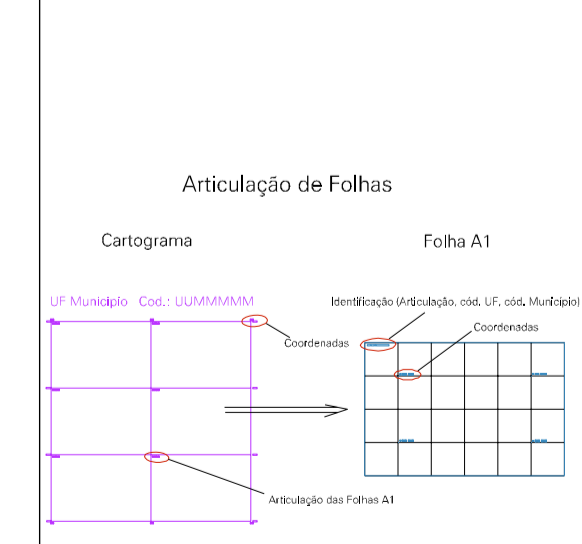 Articulação de Folhas
Cartograma
Folha A1
UF Municipio Cod.: UUMMMMM
Identificação (Articulação, cód. UF, cód. Município)
Coordenadas
Coordenadas
Articulação das Folhas A1